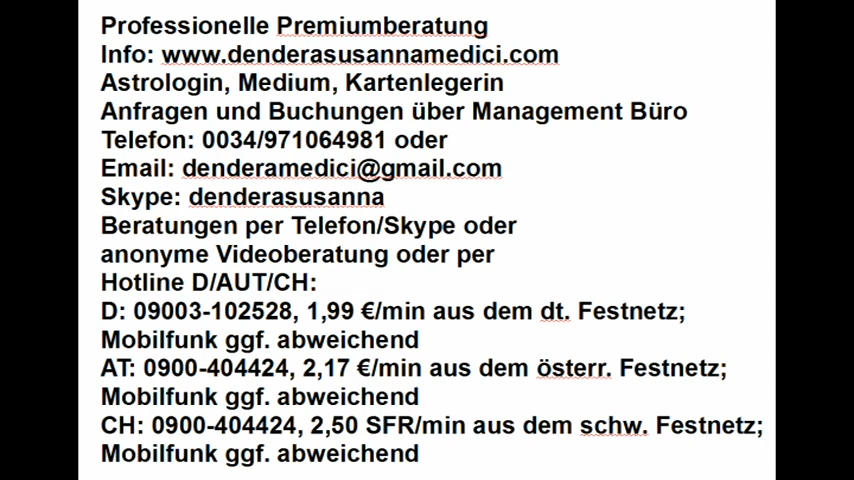 Professionelle Premiumberatung
Info: www.denderasusannamedici.com
Astrologin, Medium, Kartenlegerin
Anfragen und Buchungen über Management Büro
Telefon: 0034/971064981 oder
Email: denderamedici@gmail.com
Skype: denderasusanna
Beratungen per Telefon/Skype oder
anonyme Videoberatung oder per
Hotline D/AUT/CH:
D: 09003-102528, 1,99 €/min aus dem dt. Festnetz;
Mobilfunk ggf. abweichend
AT: 0900-404424, 2,17 €/min aus dem österr. Festnetz;
Mobilfunk ggf. abweichend
CH: 0900-404424, 2,50 SFR/min aus dem schw. Festnetz;
Mobilfunk ggf. abweichend